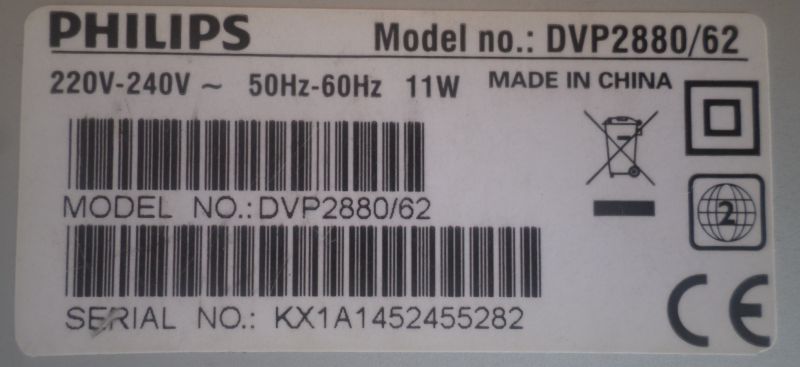 PHILIPS Model no.: DVP2880/62
220V-240V ~ 50Hz-60Hz 11W MADE IN CHINA
MODEL NO.: DVP2880/62
2
SERIAL NO.: KX1A1452455282
CE